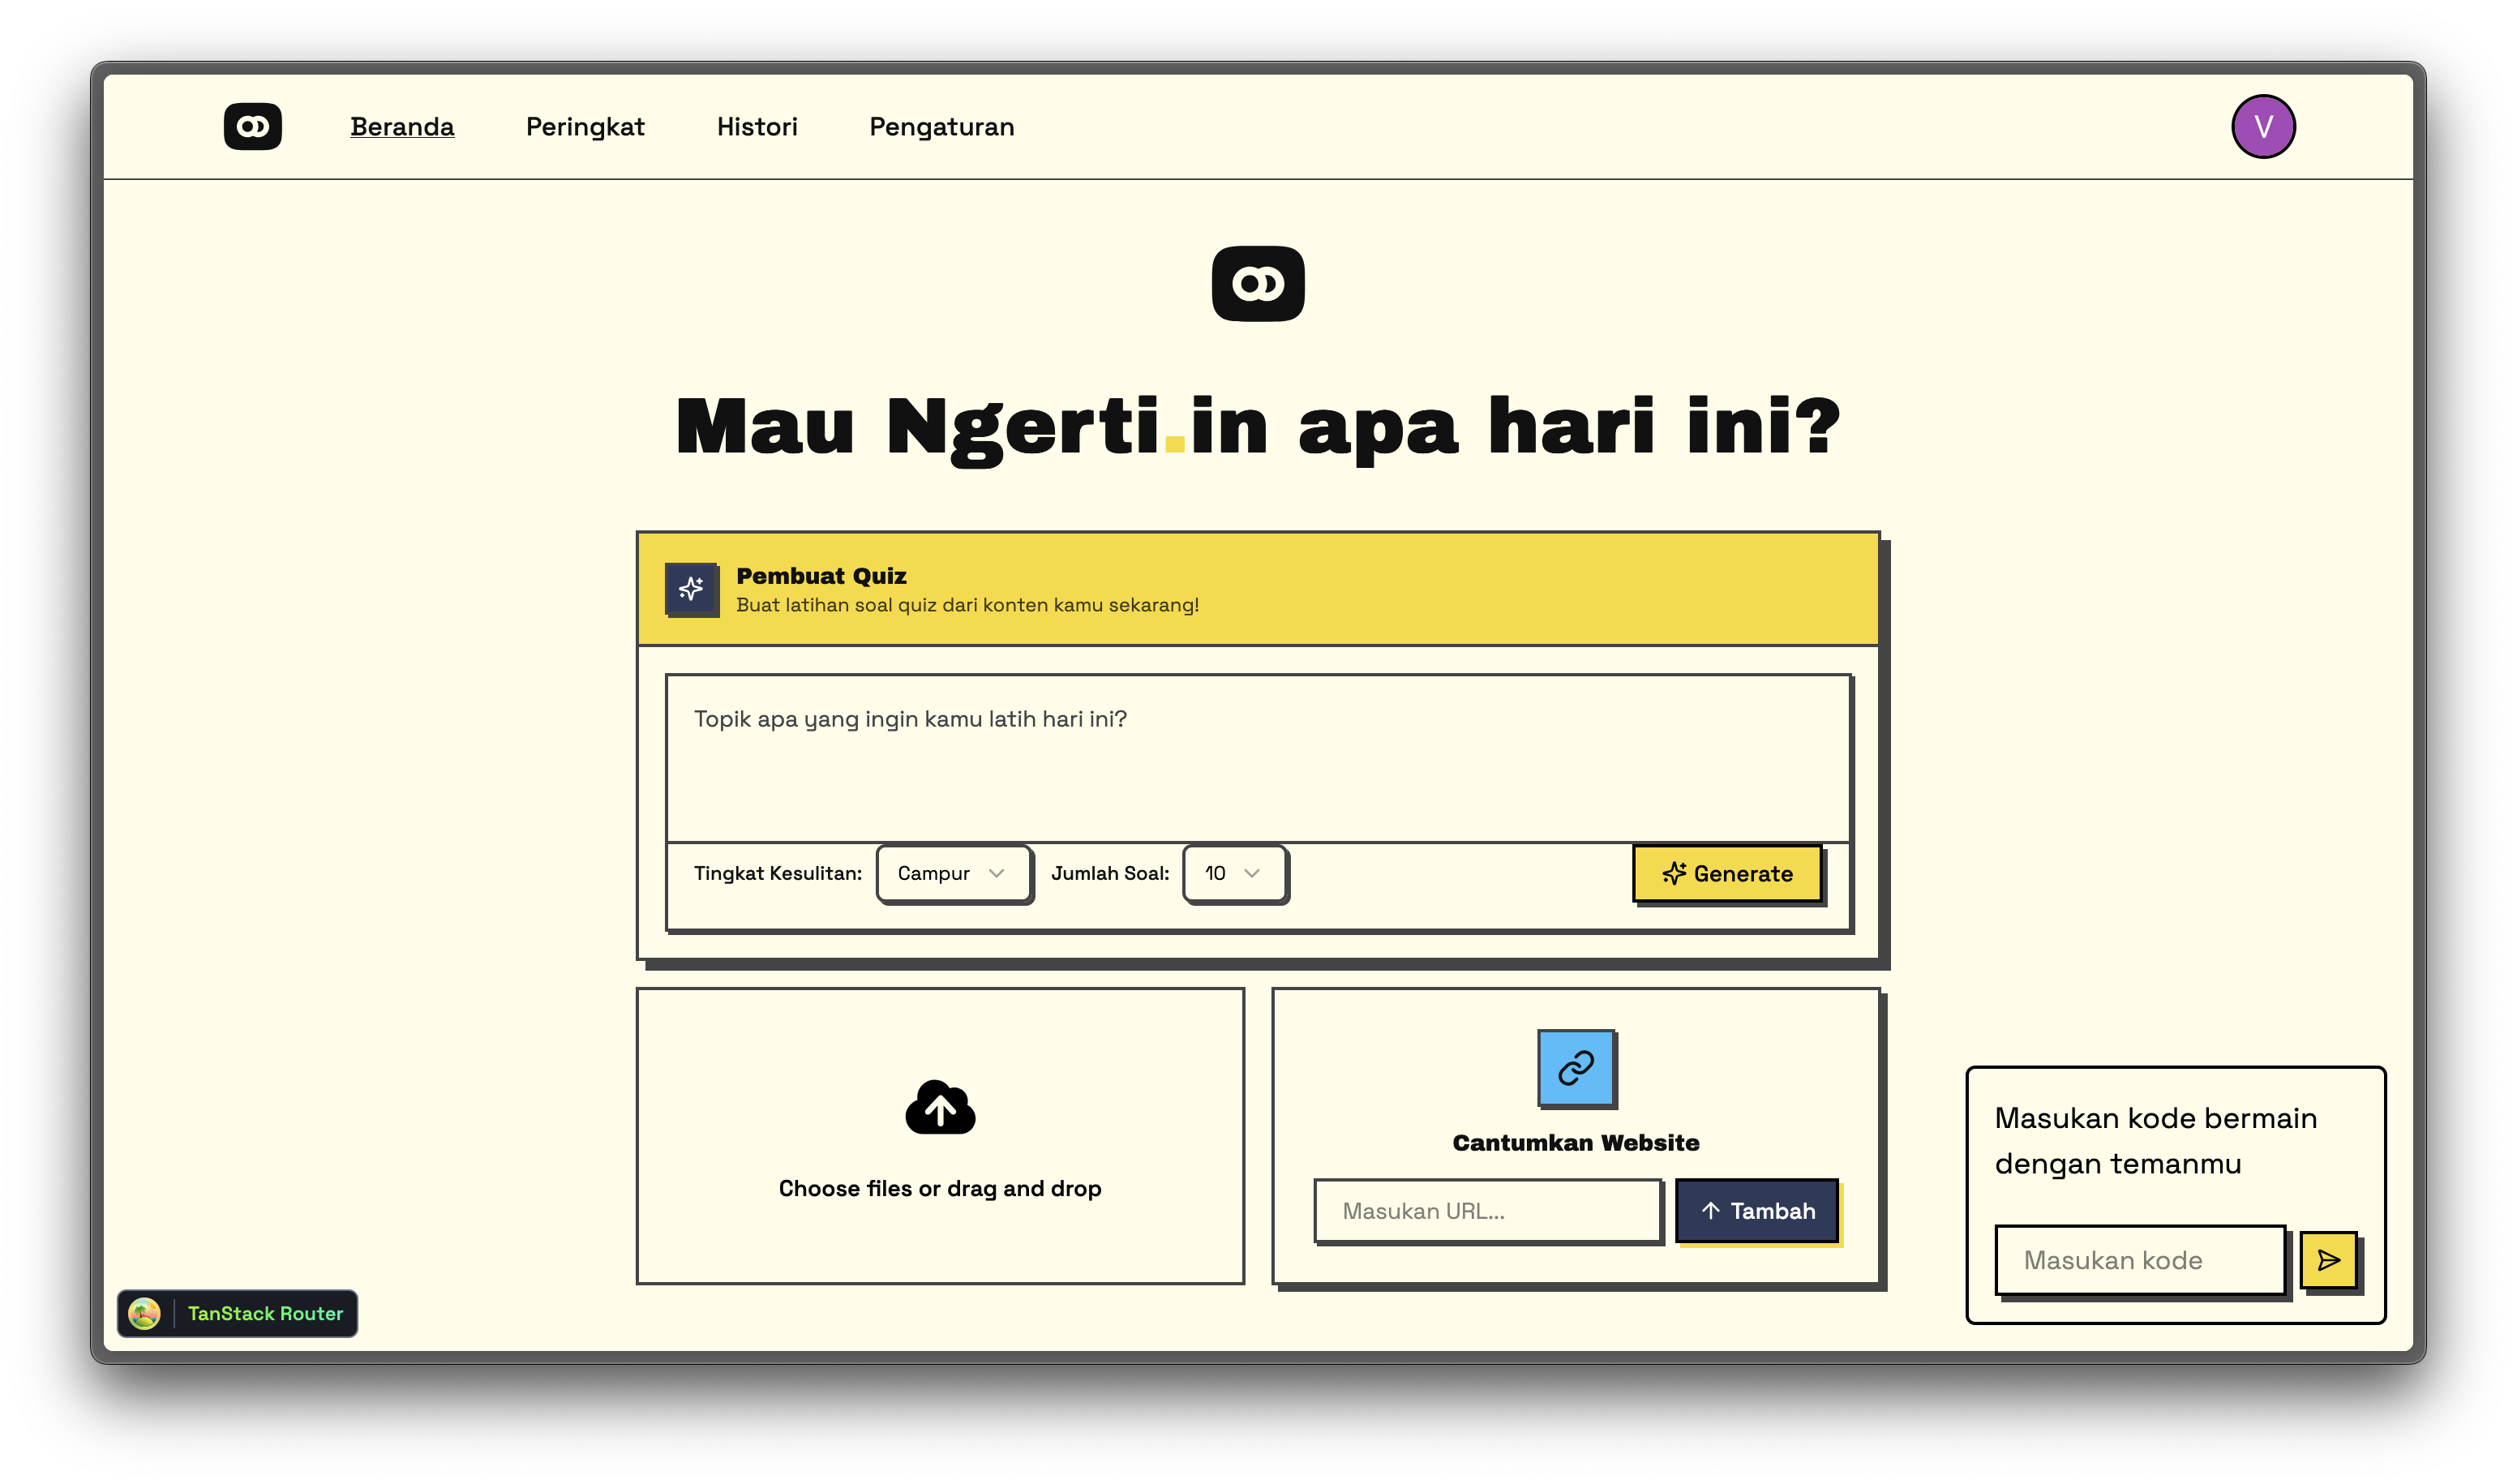 Beranda
Peringkat
Histori
Pengaturan
V
Mau Ngerti.in apa hari ini?
Pembuat Quiz
Buat latihan soal quiz dari konten kamu sekarang!
Topik apa yang ingin kamu latih hari ini?
Tingkat Kesulitan: Campur Jumlah Soal: 10 Generate
Choose files or drag and drop
Cantumkan Website
Masukan URL...
Tambah
Masukan kode bermain
dengan temanmu
Masukan kode
TanStack Router